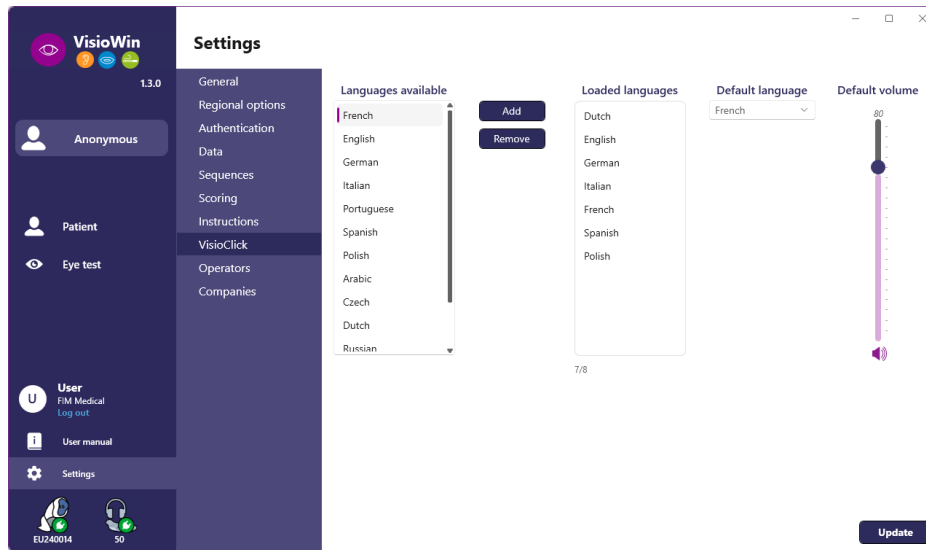 VisioWin
1.3.0
Anonymous
Patient
Eye test
U
User
FIM Medical
Log out
User manual
Settings
EU240014
50
Settings
General
Regional options
Authentication
Data
Sequences
Scoring
Instructions
VisioClick
Operators
Companies
Languages available
French
English
German
Italian
Portuguese
Spanish
Polish
Arabic
Czech
Dutch
Russian
Add
Remove
Loaded languages
Dutch
English
German
Italian
French
Spanish
Polish
7/8
Default language
French
Default volume
80
Update